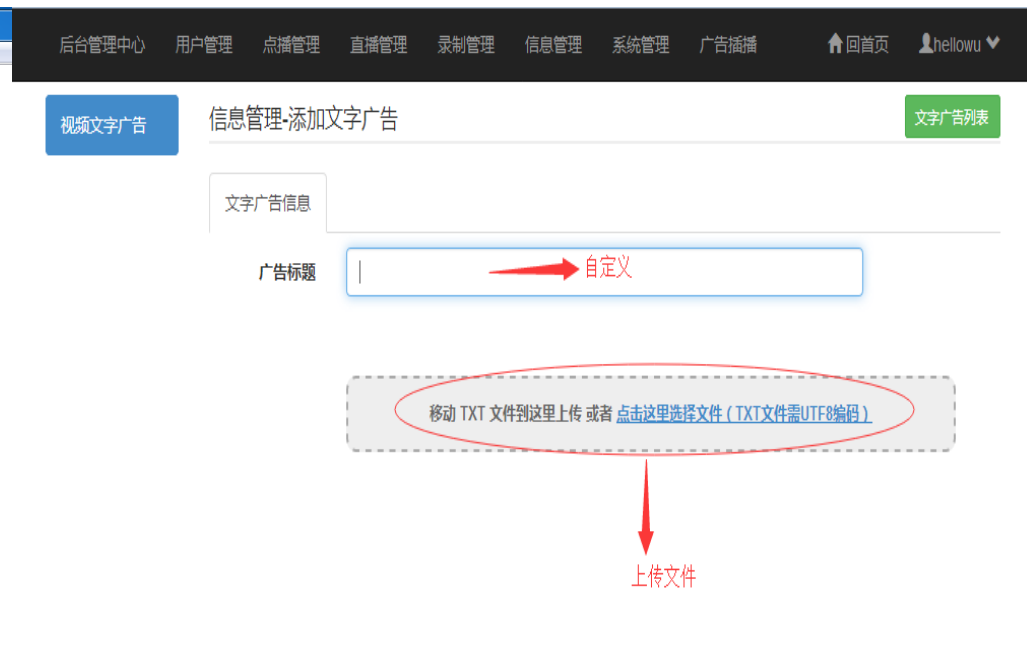 后台管理中心 用户管理 点播管理 直播管理 录制管理 信息管理 系统管理 广告插播 回首页 hellowu
视频文字广告 信息管理-添加文字广告 文字广告列表
文字广告信息
广告标题 自定义
移动 TXT 文件到这里上传 或者 点击这里选择文件（TXT文件需UTF8编码）
上传文件